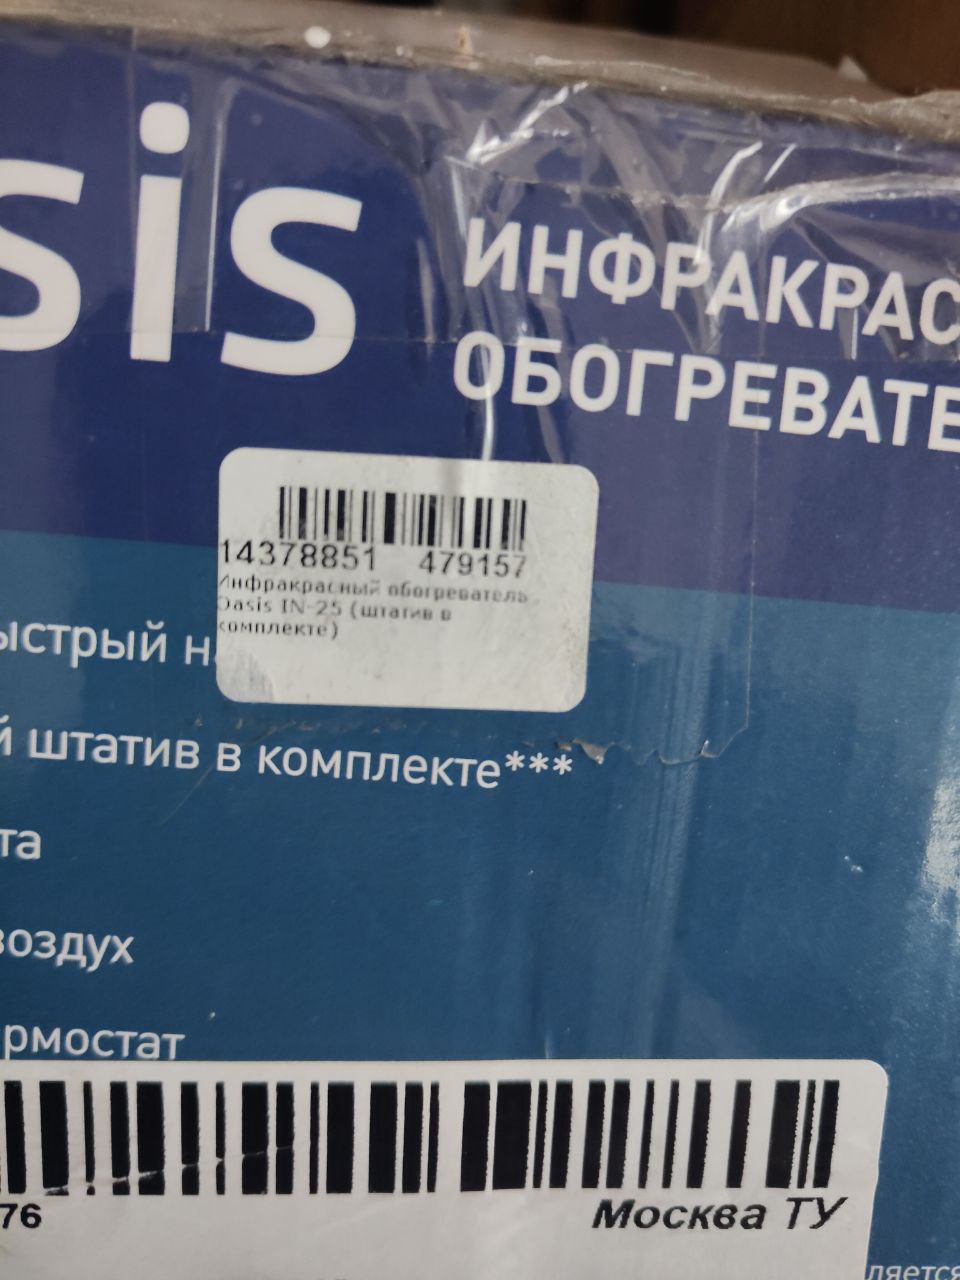 sis
ИНФРАКРАС
ОБОГРЕВАТЕ
14378851 479157
Инфракрасный обогреватель
Oasis IN-25 (штатив в
комплекте)
ыстрый н
й штатив в комплекте***
та
воздух
рмостат
76
Москва ТУ
ляется